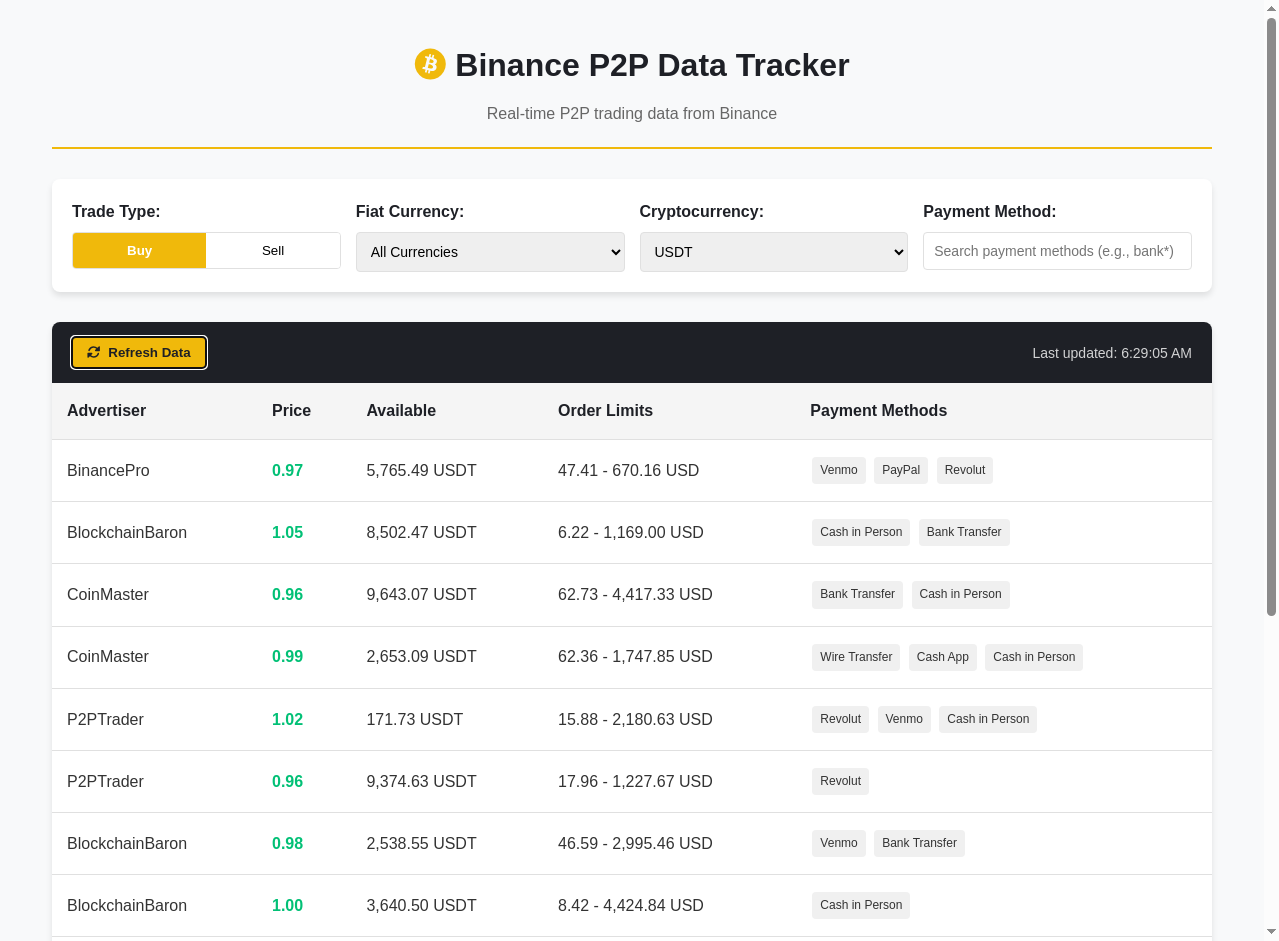 Binance P2P Data Tracker
Real-time P2P trading data from Binance
Trade Type: Fiat Currency: Cryptocurrency: Payment Method:
Buy Sell All Currencies USDT Search payment methods (e.g., bank*)
Refresh Data Last updated: 6:29:05 AM
Advertiser Price Available Order Limits Payment Methods
BinancePro 0.97 5,765.49 USDT 47.41 - 670.16 USD Venmo PayPal Revolut
BlockchainBaron 1.05 8,502.47 USDT 6.22 - 1,169.00 USD Cash in Person Bank Transfer
CoinMaster 0.96 9,643.07 USDT 62.73 - 4,417.33 USD Bank Transfer Cash in Person
CoinMaster 0.99 2,653.09 USDT 62.36 - 1,747.85 USD Wire Transfer Cash App Cash in Person
P2PTrader 1.02 171.73 USDT 15.88 - 2,180.63 USD Revolut Venmo Cash in Person
P2PTrader 0.96 9,374.63 USDT 17.96 - 1,227.67 USD Revolut
BlockchainBaron 0.98 2,538.55 USDT 46.59 - 2,995.46 USD Venmo Bank Transfer
BlockchainBaron 1.00 3,640.50 USDT 8.42 - 4,424.84 USD Cash in Person